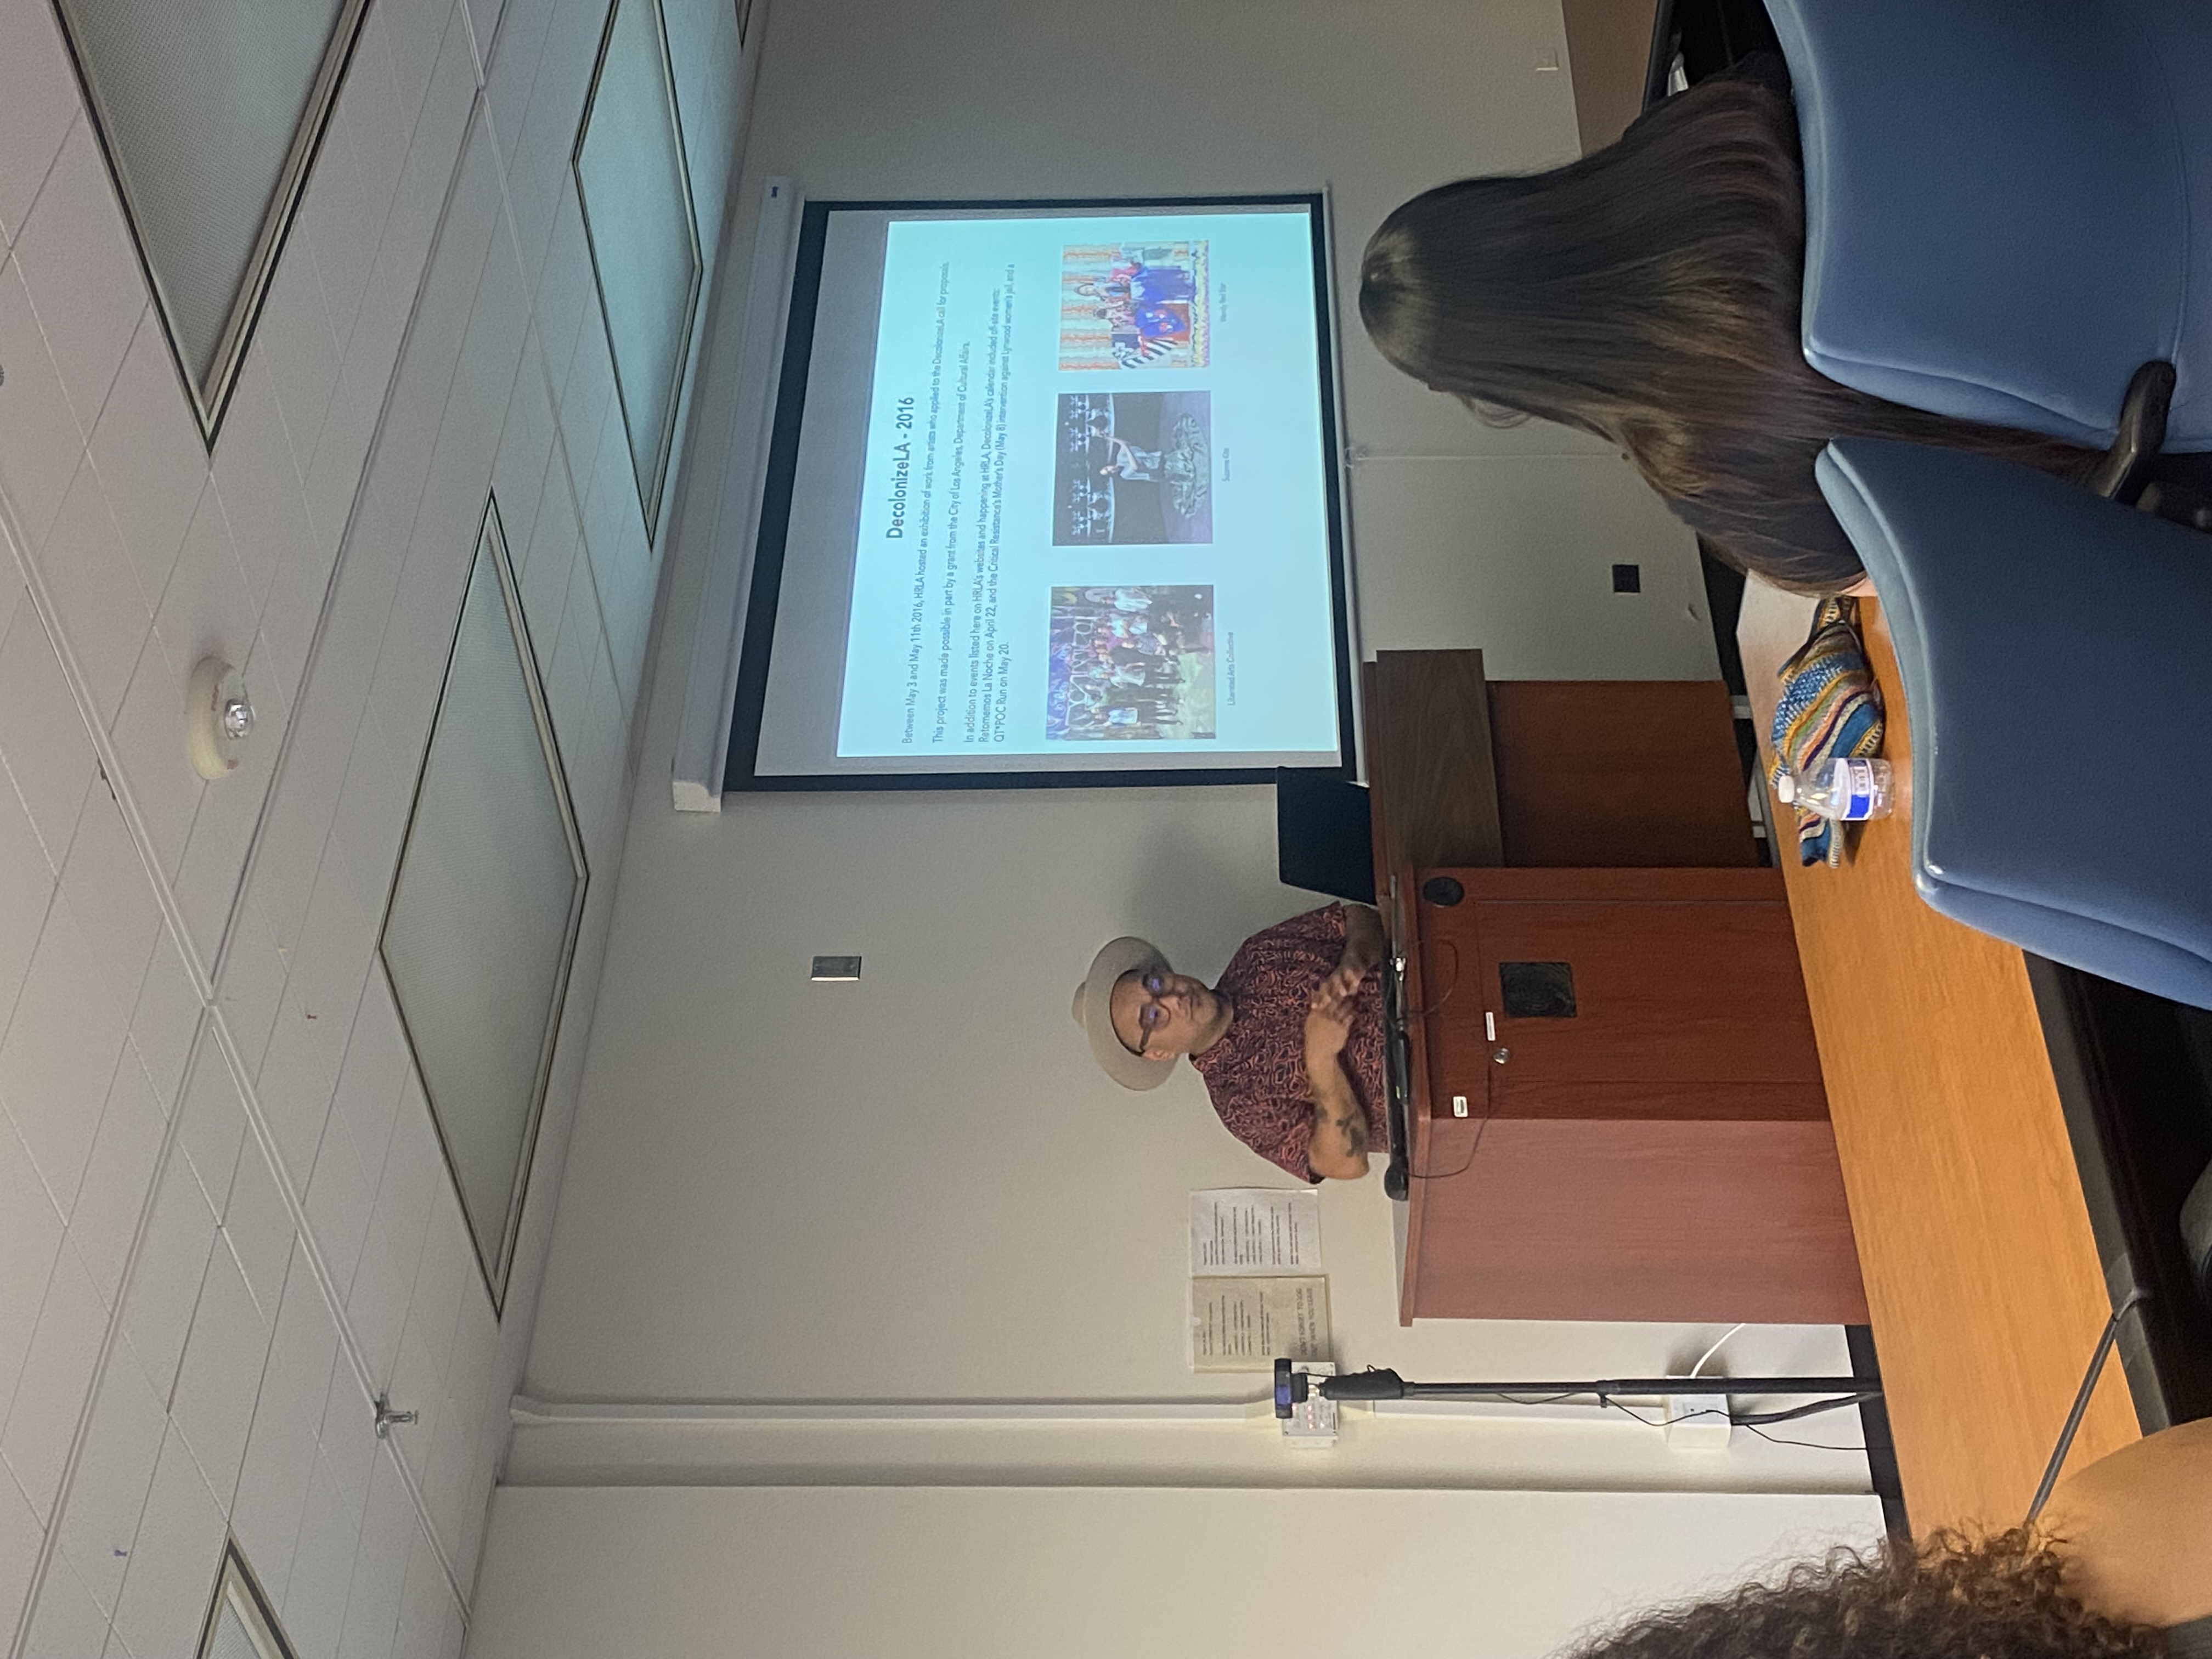 DecolonizeLA - 2016
Between May 3 and May 11th 2016, HRLA hosted an exhibition of work from artists who applied to the DecolonizeLA call for proposals.
This project was made possible in part by a grant from the City of Los Angeles, Department of Cultural Affairs.
In addition to events listed here on HRLA's websites and happening at HRLA, DecolonizeLA's calendar included off-site events:
Retomemos La Noche on April 22, and the Critical Resistance's Mother's Day (May 8) intervention against Lynwood women's jail, and a
QT*POC Run on May 20.
Liberated Arts Collective
Suzanne Kite
Wendy Red Star
DON'T FORGET TO LOG
OUT WHEN YOU LEAVE